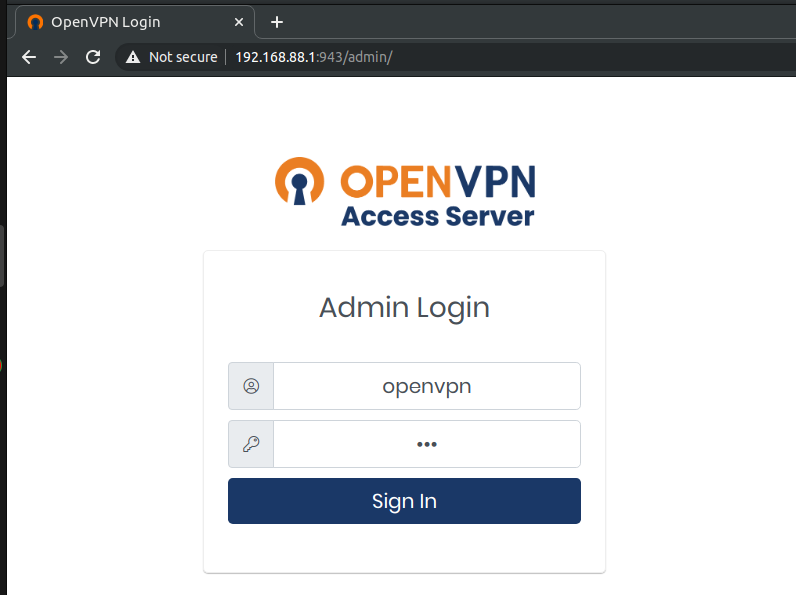 OpenVPN Login
Not secure 192.168.88.1:943/admin/
OPENVPN
Access Server
Admin Login
openvpn
•••
Sign In